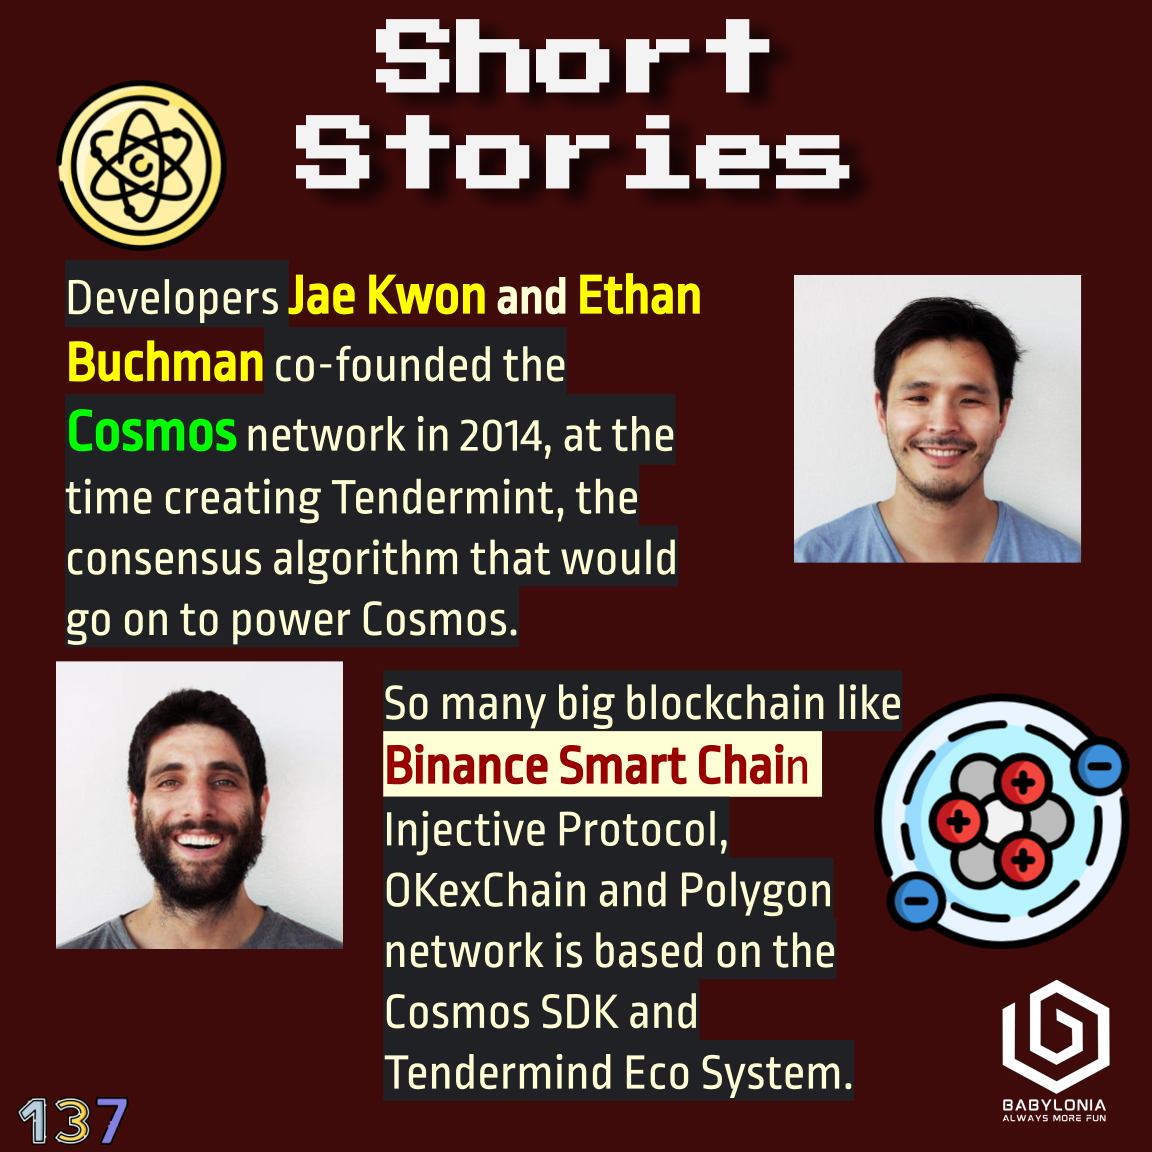 Short
Stories
Developers Jae Kwon and Ethan
Buchman co-founded the
Cosmos network in 2014, at the
time creating Tendermint, the
consensus algorithm that would
go on to power Cosmos.
So many big blockchain like
Binance Smart Chain
Injective Protocol,
OKexChain and Polygon
network is based on the
Cosmos SDK and
Tendermind Eco System.
BABYLONIA
ALWAYS MORE FUN
137